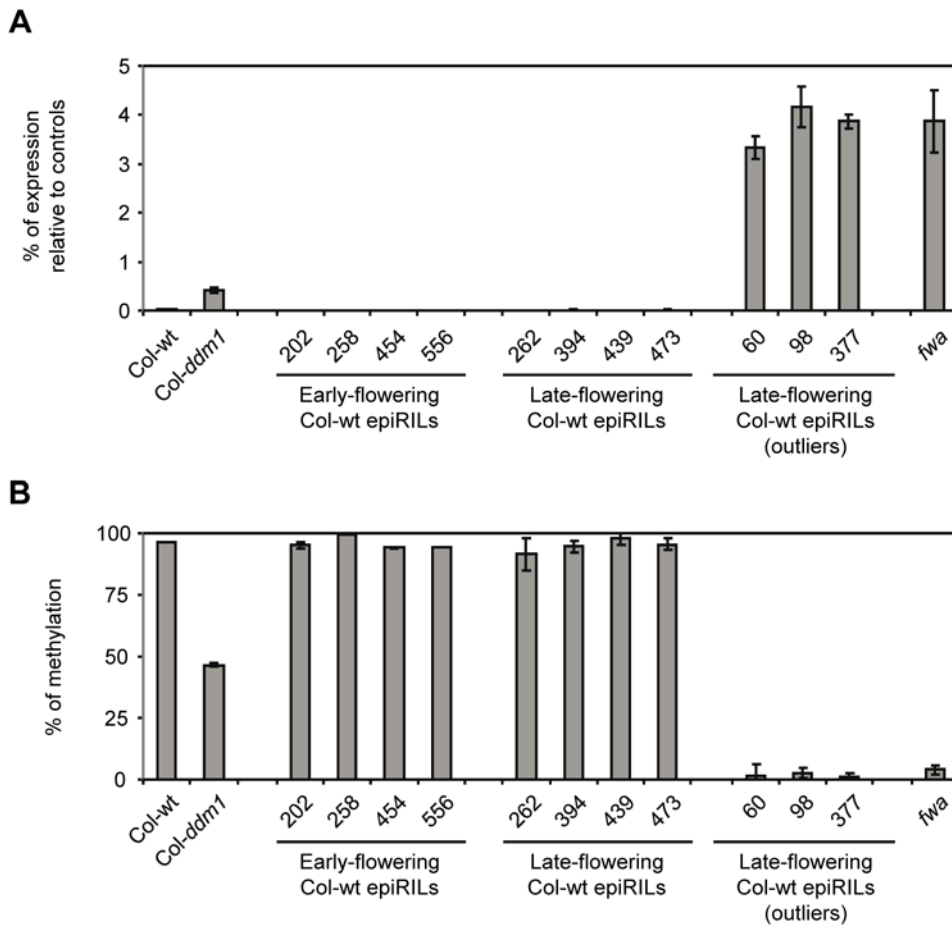 A
% of expression
relative to controls
5
4
3
2
1
0
Col-wt
Col-ddm1
202
258
454
556
262
394
439
473
60
98
377
fwa
Early-flowering
Col-wt epiRILs
Late-flowering
Col-wt epiRILs
Late-flowering
Col-wt epiRILs
(outliers)
B
% of methylation
100
75
50
25
0
Col-wt
Col-ddm1
202
258
454
556
262
394
439
473
60
98
377
fwa
Early-flowering
Col-wt epiRILs
Late-flowering
Col-wt epiRILs
Late-flowering
Col-wt epiRILs
(outliers)